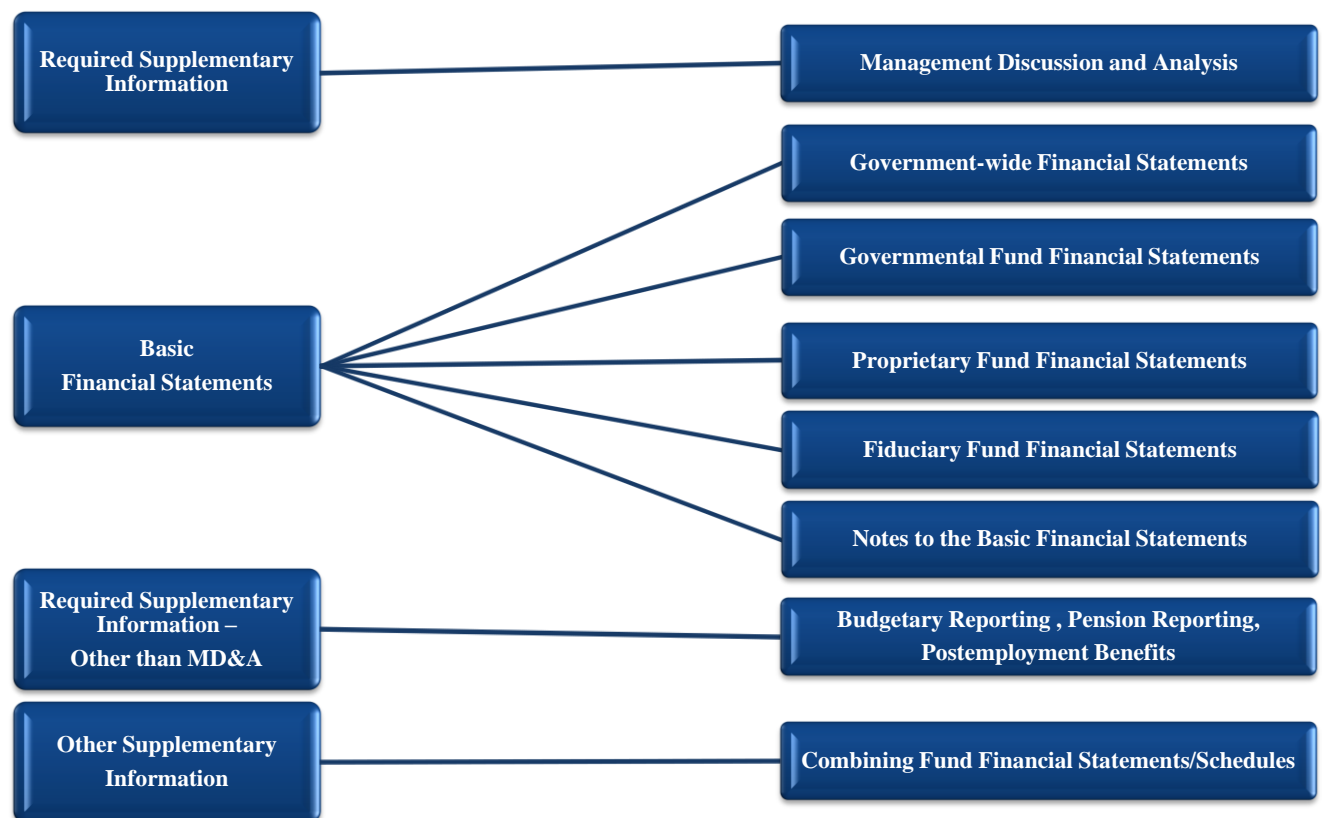 Required Supplementary
Information
Management Discussion and Analysis
Basic
Financial Statements
Government-wide Financial Statements
Governmental Fund Financial Statements
Proprietary Fund Financial Statements
Fiduciary Fund Financial Statements
Notes to the Basic Financial Statements
Required Supplementary
Information –
Other than MD&A
Budgetary Reporting , Pension Reporting,
Postemployment Benefits
Other Supplementary
Information
Combining Fund Financial Statements/Schedules